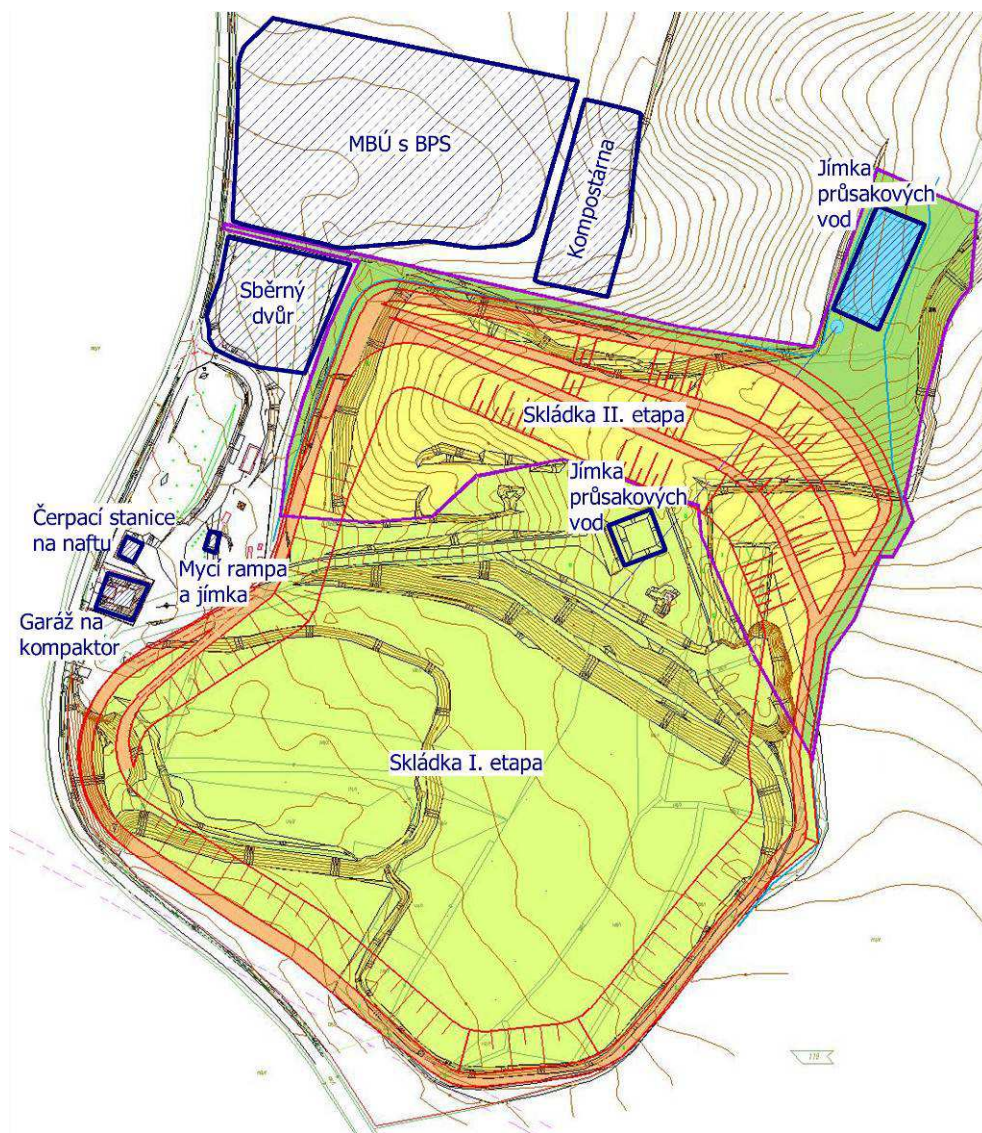 MBÚ s BPS
Kompostárna
Jímka
průsakových
vod
Sběrný
dvůr
Skládka II. etapa
Jímka
průsakových
vod
Čerpací stanice
na naftu
Mycí rampa
a jímka
Garáž na
kompaktor
Skládka I. etapa
119